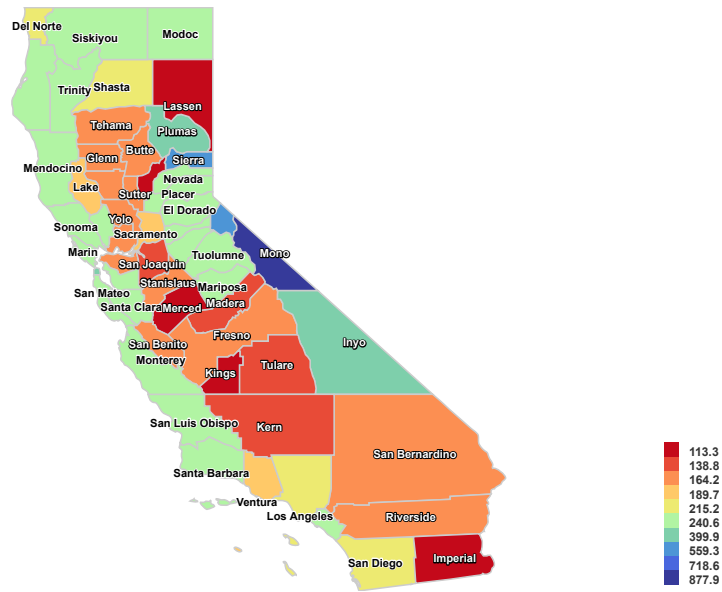 Del Norte
Siskiyou
Modoc
Trinity
Shasta
Lassen
Tehama
Plumas
Butte
Glenn
Sierra
Mendocino
Nevada
Lake
Sutter
Placer
El Dorado
Yolo
Sonoma
Sacramento
Marin
Mono
Tuolumne
San Joaquin
Stanislaus
Mariposa
San Mateo
Madera
Santa Clara
Merced
Fresno
San Benito
Inyo
Monterey
Tulare
Kings
San Luis Obispo
Kern
San Bernardino
Santa Barbara
Ventura
Los Angeles
Riverside
San Diego
Imperial
113.3
138.8
164.2
189.7
215.2
240.6
399.9
559.3
718.6
877.9